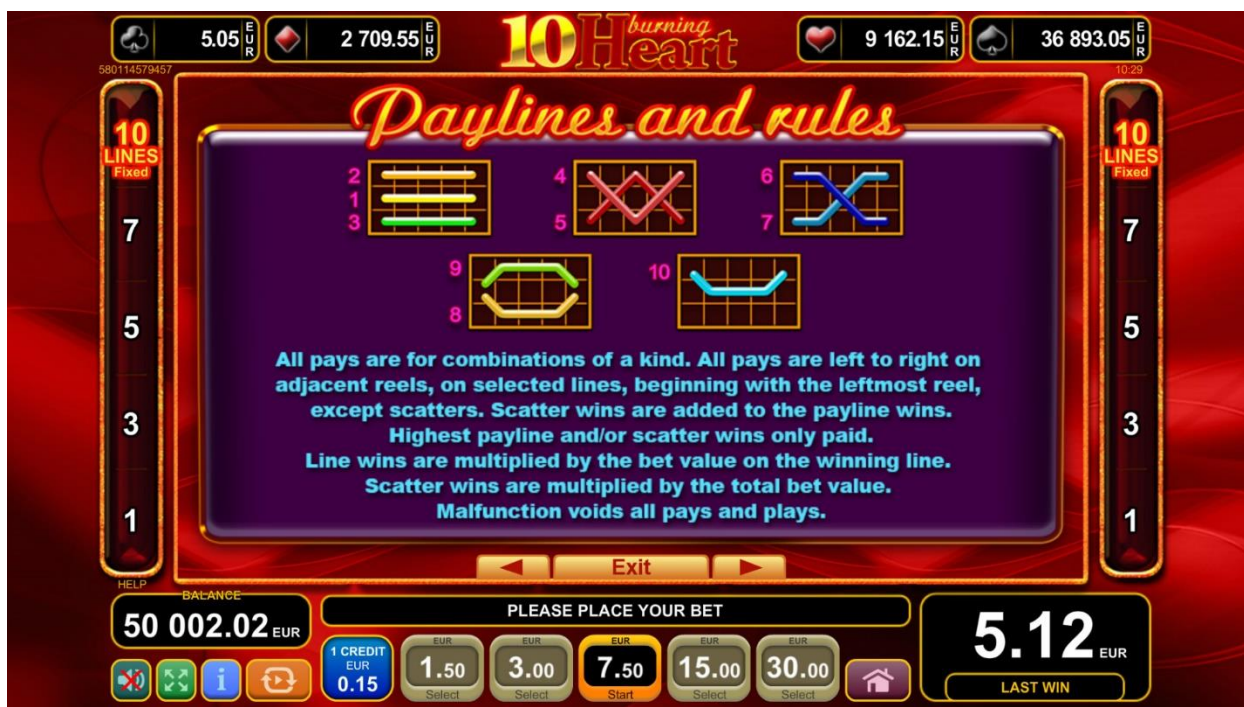 5.05 EUR
2 709.55 EUR
10 burning Heart
9 162.15 EUR
36 893.05 EUR
580114579457
10:29
Paylines and rules
10
LINES
Fixed
7
5
3
1
10
LINES
Fixed
7
5
3
1
2
1
3
4
5
6
7
9
8
10
All pays are for combinations of a kind. All pays are left to right on
adjacent reels, on selected lines, beginning with the leftmost reel,
except scatters. Scatter wins are added to the payline wins.
Highest payline and/or scatter wins only paid.
Line wins are multiplied by the bet value on the winning line.
Scatter wins are multiplied by the total bet value.
Malfunction voids all pays and plays.
Exit
HELP
BALANCE
50 002.02 EUR
PLEASE PLACE YOUR BET
1 CREDIT
EUR
0.15
EUR
1.50
Select
EUR
3.00
Select
EUR
7.50
Start
EUR
15.00
Select
EUR
30.00
Select
5.12 EUR
LAST WIN